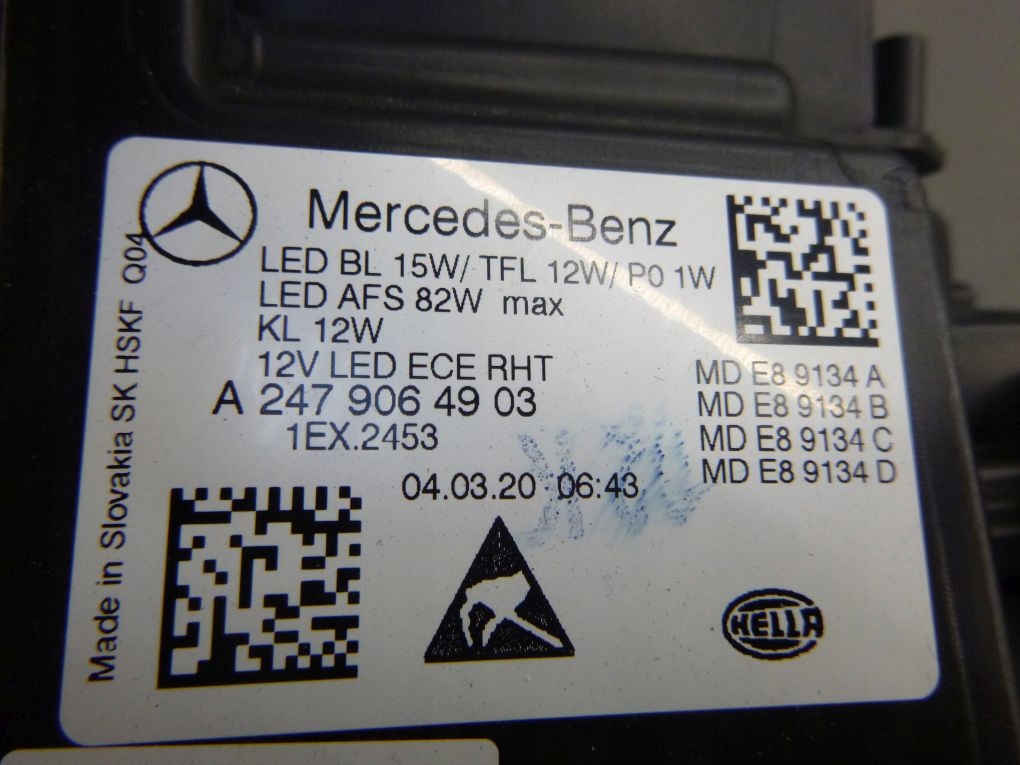 Mercedes-Benz
LED BL 15W/ TFL 12W/ P0 1W
LED AFS 82W max
KL 12W
12V LED ECE RHT
A 247 906 49 03
1EX.2453
04.03.20 06:43
MD E8 9134 A
MD E8 9134 B
MD E8 9134 C
MD E8 9134 D
HELLA
Made in Slovakia SK HSKF Q04